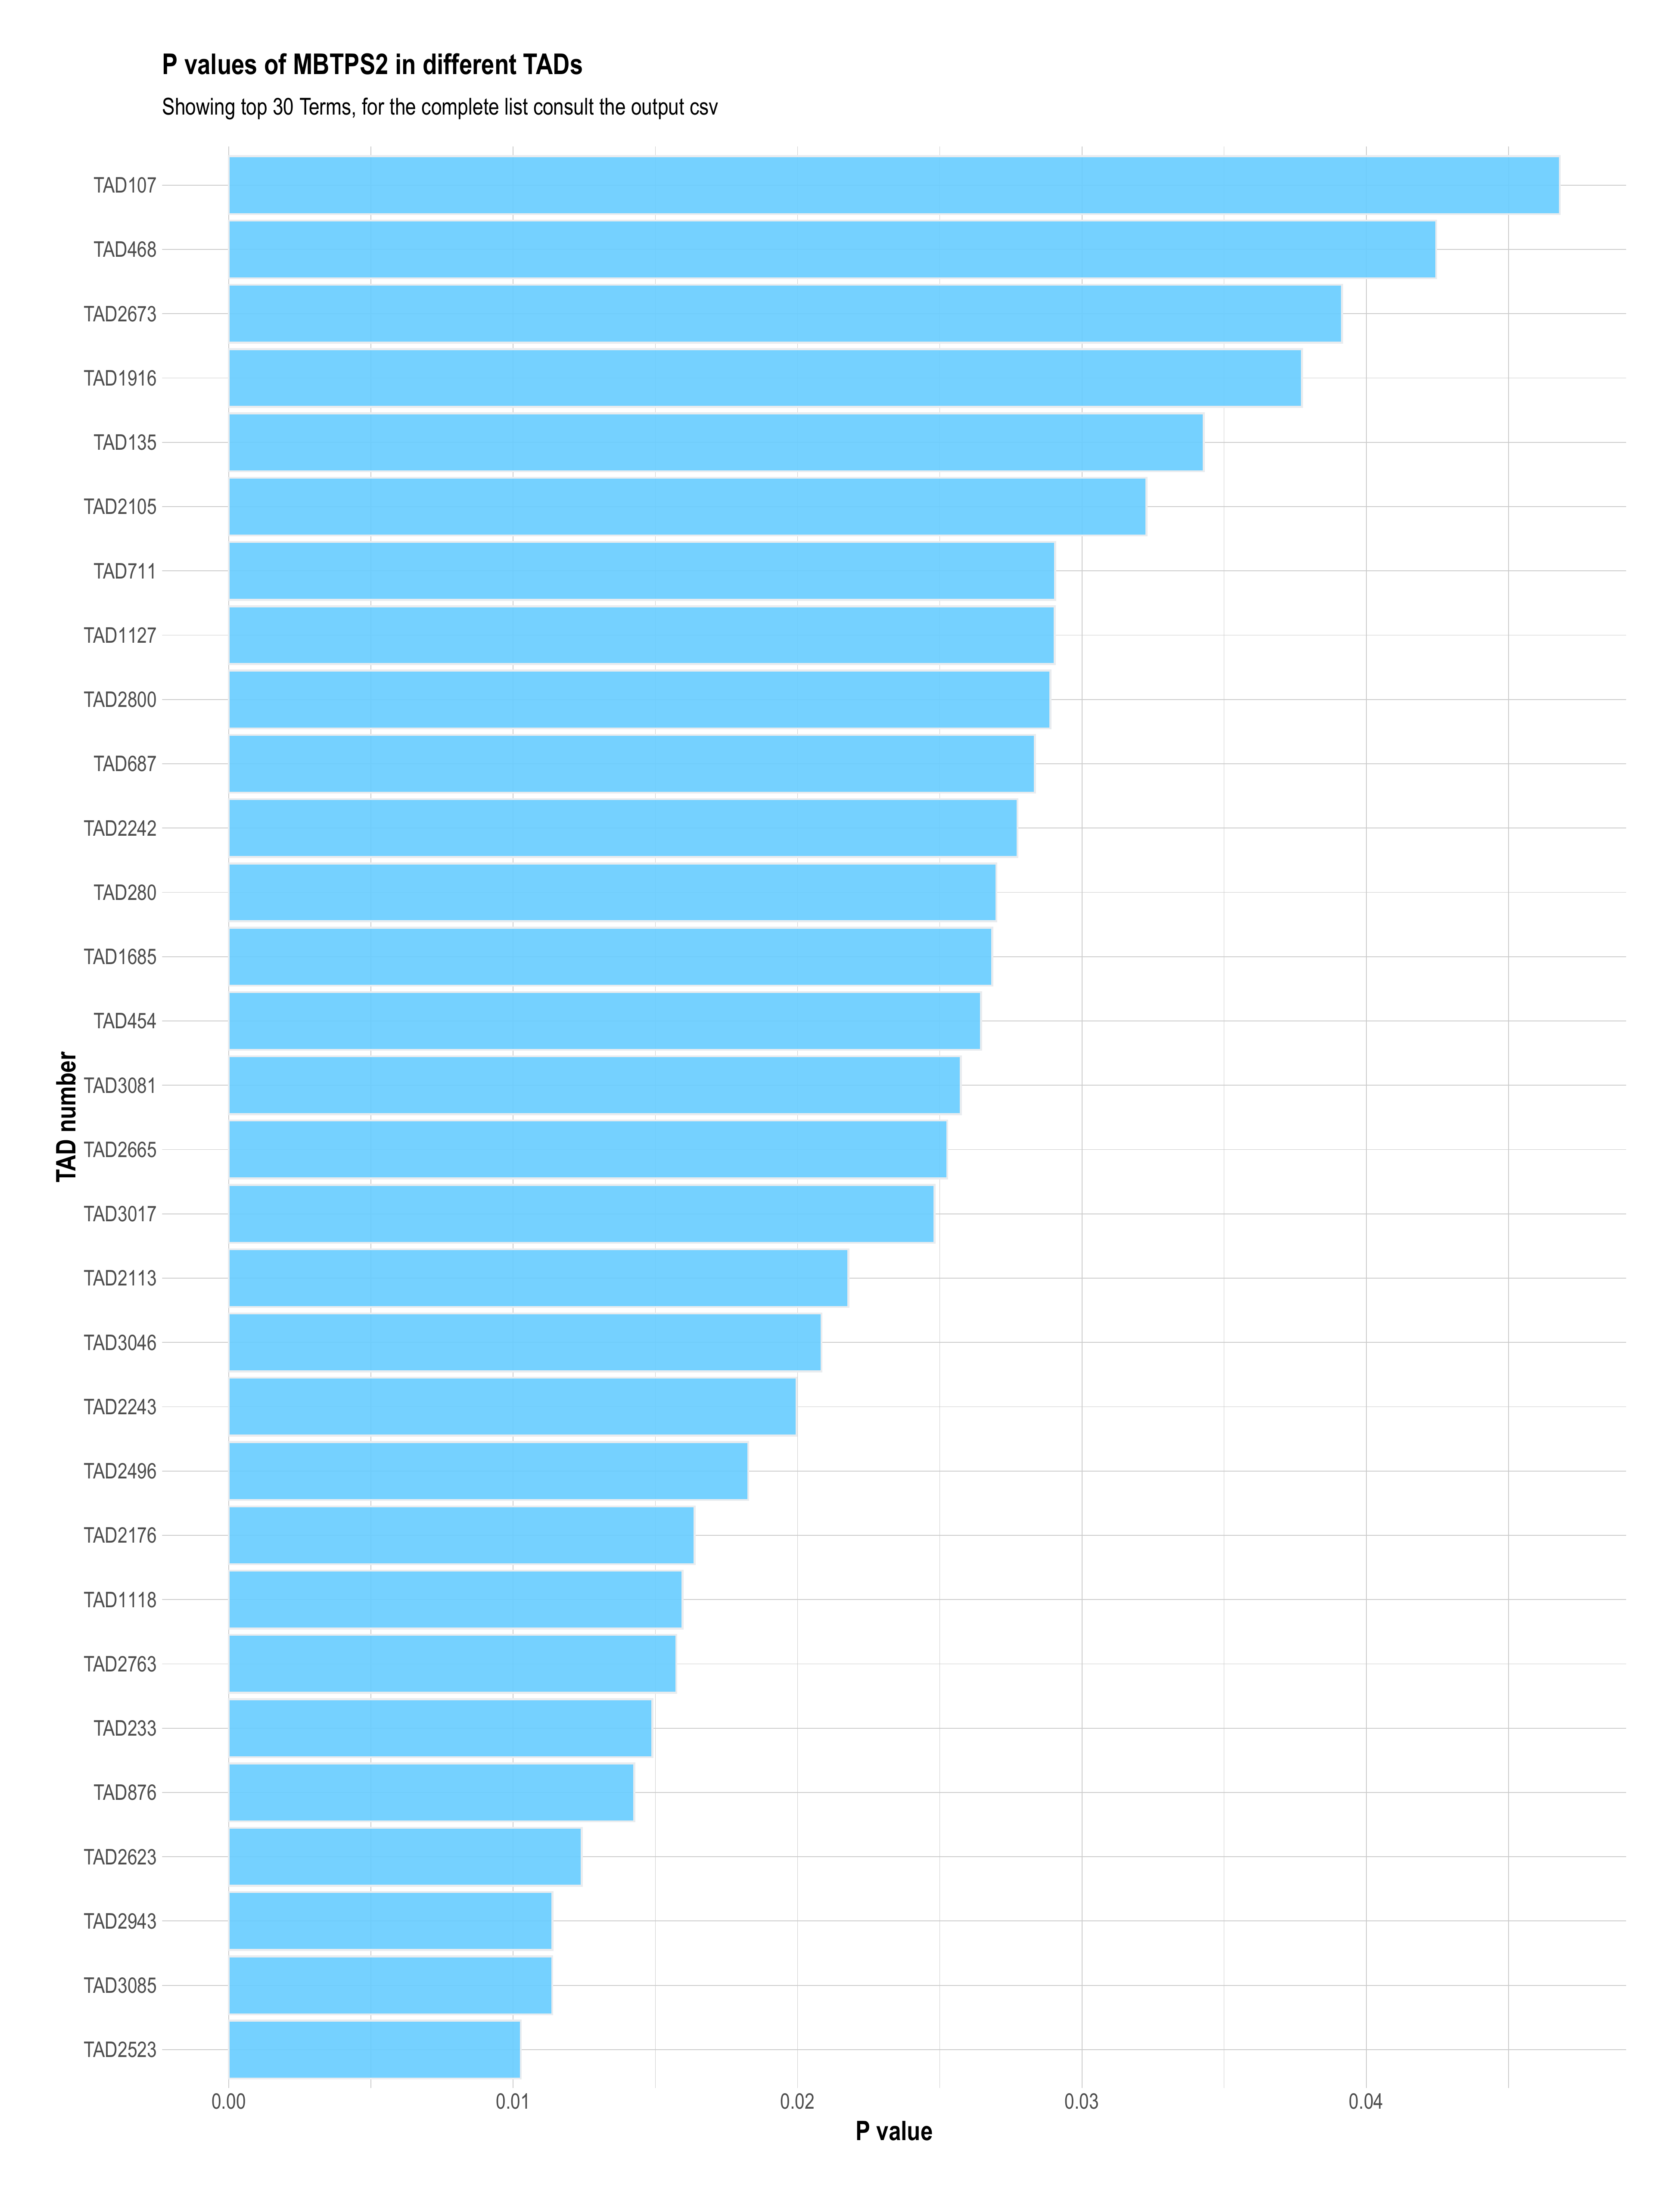 P values of MBTPS2 in different TADs
Showing top 30 Terms, for the complete list consult the output csv
TAD number
TAD107
TAD468
TAD2673
TAD1916
TAD135
TAD2105
TAD711
TAD1127
TAD2800
TAD687
TAD2242
TAD280
TAD1685
TAD454
TAD3081
TAD2665
TAD3017
TAD2113
TAD3046
TAD2243
TAD2496
TAD2176
TAD1118
TAD2763
TAD233
TAD876
TAD2623
TAD2943
TAD3085
TAD2523
0.00 0.01 0.02 0.03 0.04
P value